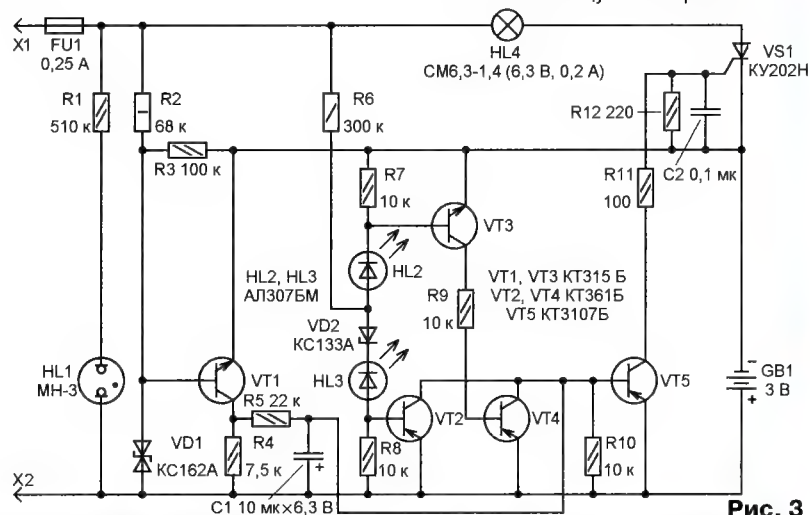 X1
FU1
0,25 А
HL4
СМ6,3-1,4 (6,3 В, 0,2 А)
VS1
КУ202Н
R1
510 к
R2
68 к
R6
300 к
R12 220
R3 100 к
R7
10 к
R11
100
C2 0,1 мк
VT3
HL2
HL2, HL3
АЛ307БМ
VT1, VT3 КТ315 Б
VT2, VT4 КТ361Б
VT5 КТ3107Б
R9
10 к
VD2
КС133А
HL1
МН-3
VT1
HL3
R5 22 к
VT2
VT4
VT5
GB1
3 В
VD1
КС162А
R4
7,5 к
R8
10 к
R10
10 к
X2
C1 10 мк×6,3 В
Рис. 3